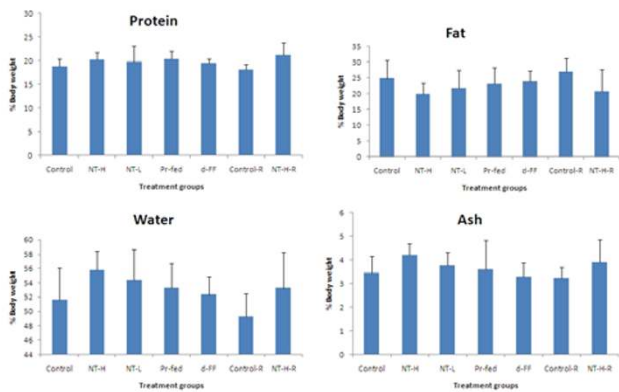 Protein
% Body weight
30
25
20
15
10
5
0
Control NT-H NT-L Pr-fed d-FF Control-R NT-H-R
Treatment groups
Fat
% Body weight
35
30
25
20
15
10
5
0
Control NT-H NT-L Pr-fed d-FF Control-R NT-H-R
Treatment groups
Water
% Body weight
60
58
56
54
52
50
48
46
44
Control NT-H NT-L Pr-fed d-FF Control-R NT-H-R
Treatment groups
Ash
% Body weight
6
5
4
3
2
1
0
Control NT-H NT-L Pr-fed d-FF Control-R NT-H-R
Treatment groups